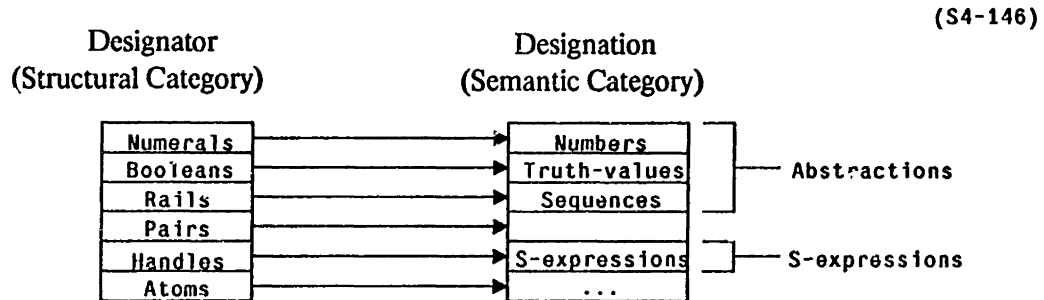 (S4-146)
Designator Designation
(Structural Category) (Semantic Category)
Numerals Numbers
Booleans Truth-values Abstractions
Rails Sequences
Pairs
Handles S-expressions S-expressions
Atoms ...